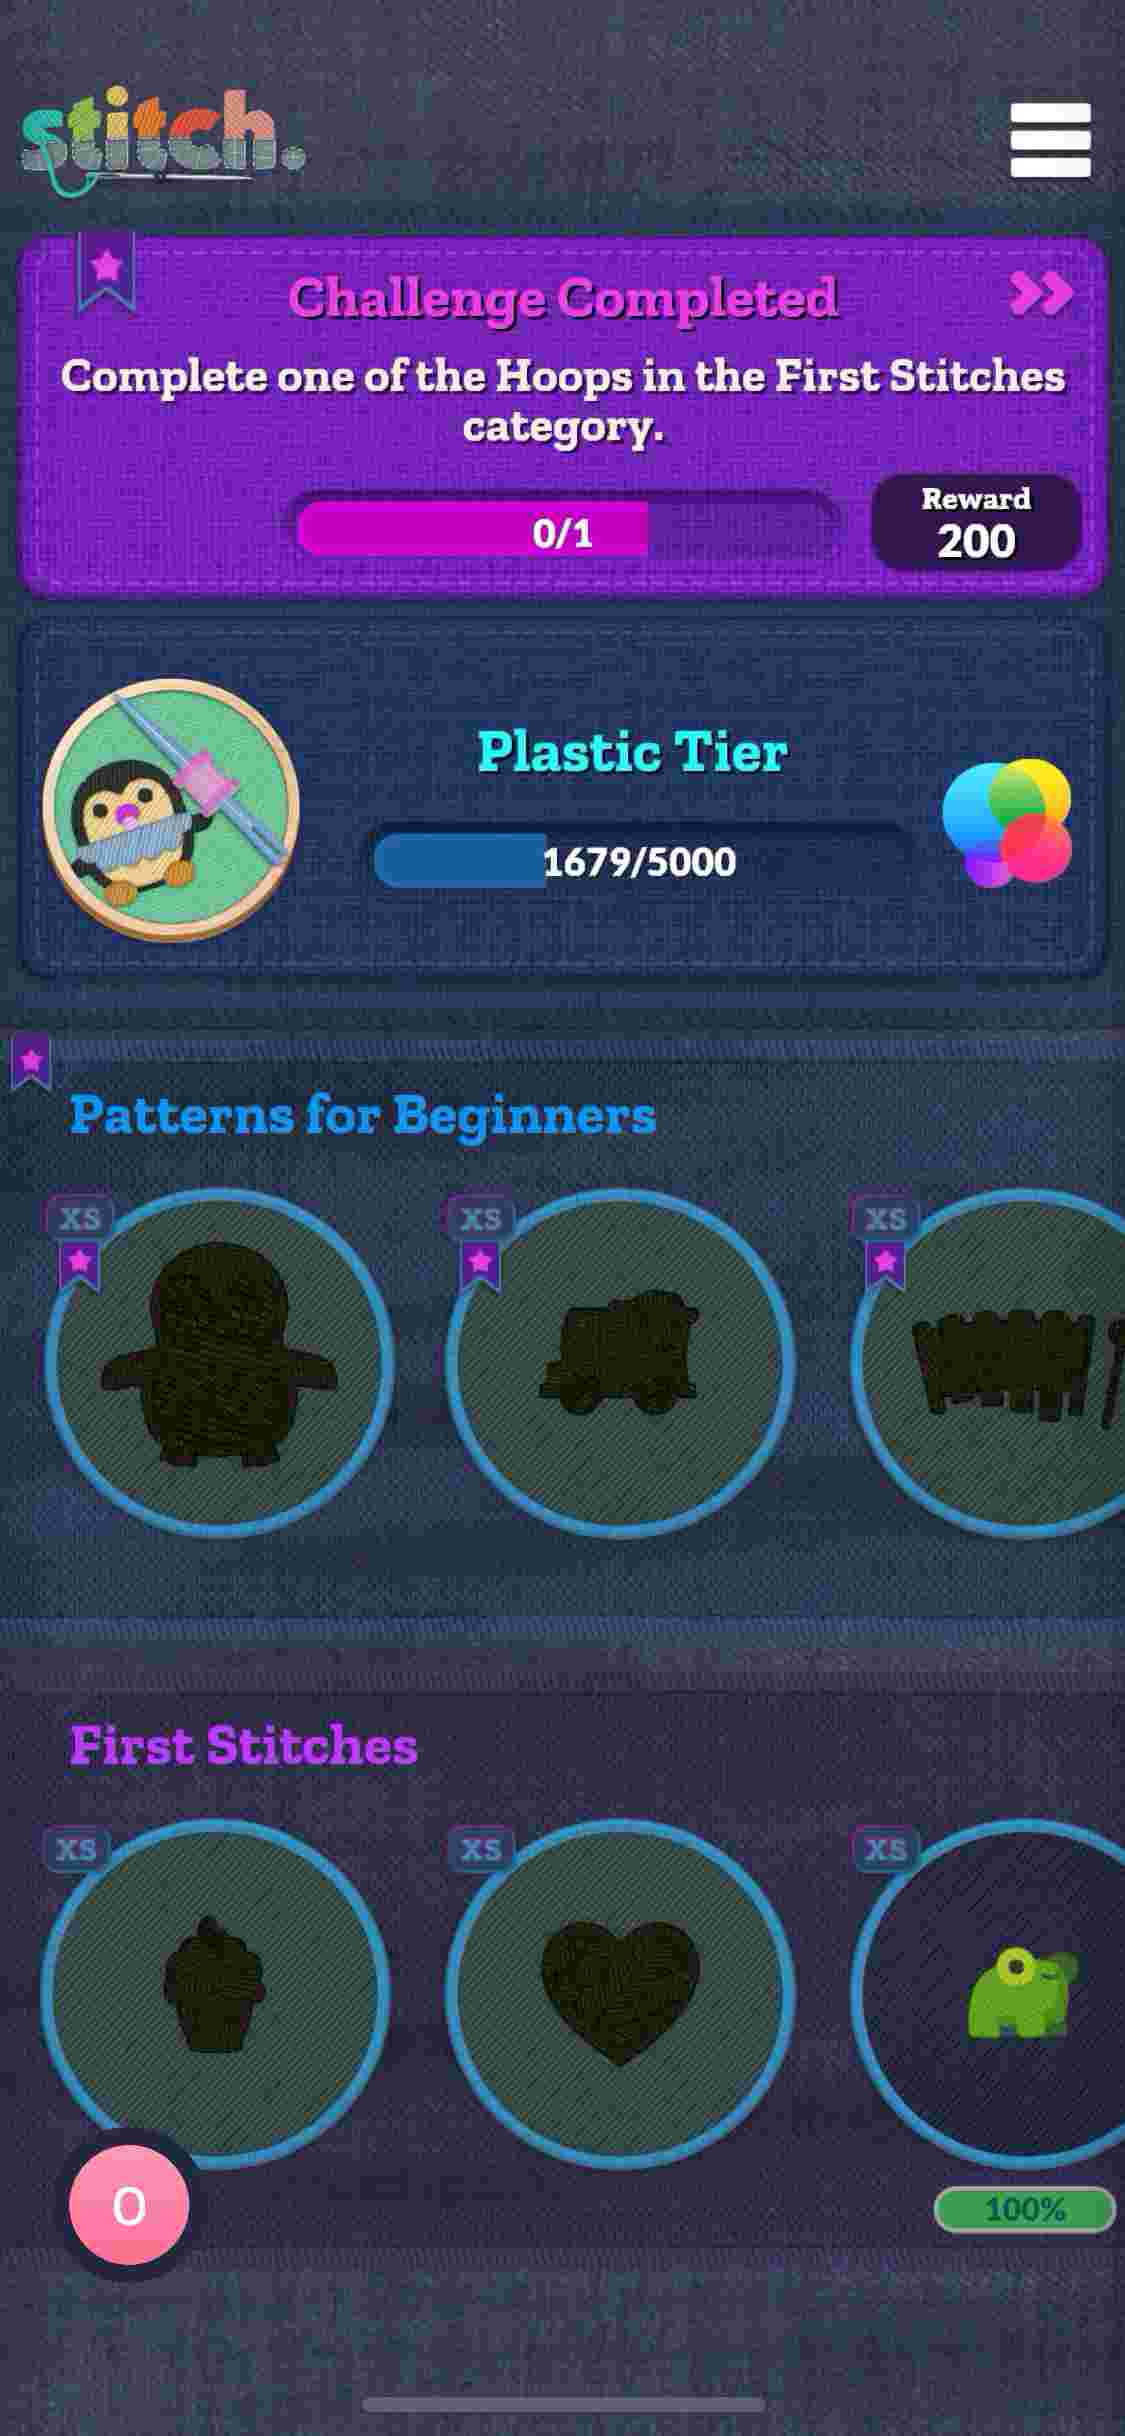 stitch.
Challenge Completed
Complete one of the Hoops in the First Stitches
category.
0/1
Reward
200
Plastic Tier
1679/5000
Patterns for Beginners
XS
XS
XS
First Stitches
XS
XS
XS
0
100%